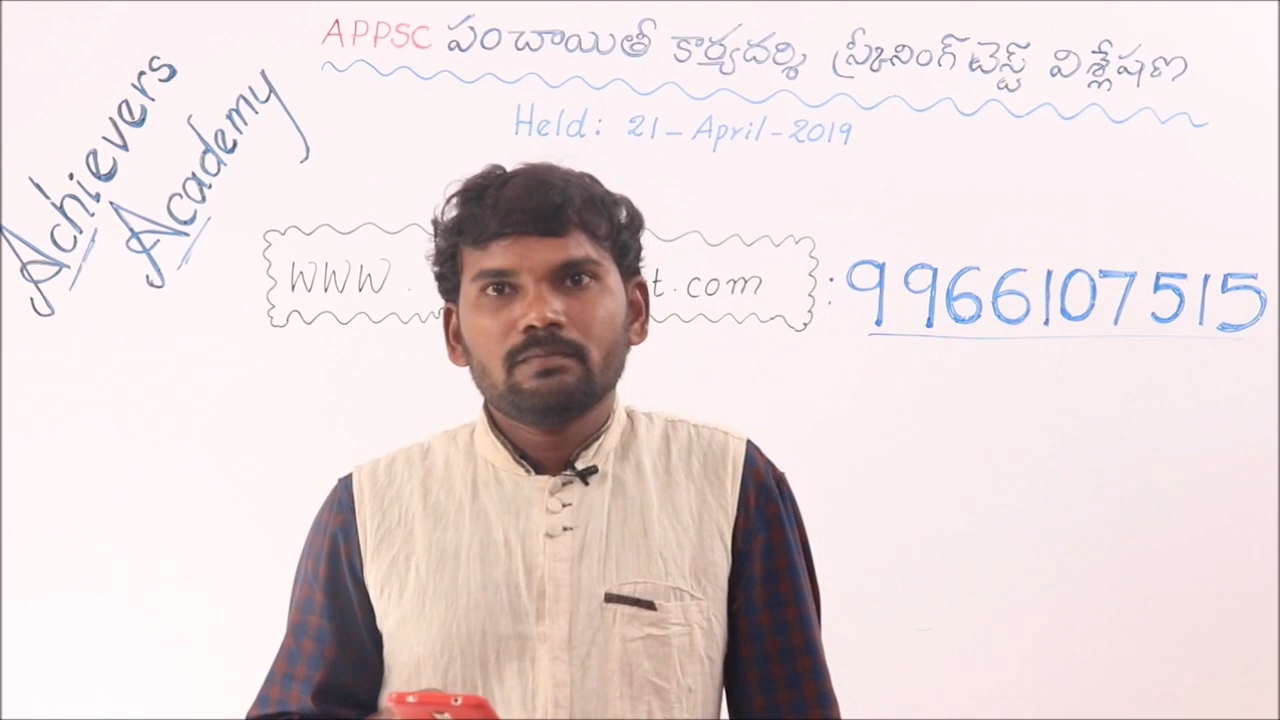 APPSC పంచాయితీ కార్యదర్శి స్క్రీనింగ్ టెస్ట్ విశ్లేషణ
Held: 21-April-2019
Achievers
Academy
www. t.com : 9966107515